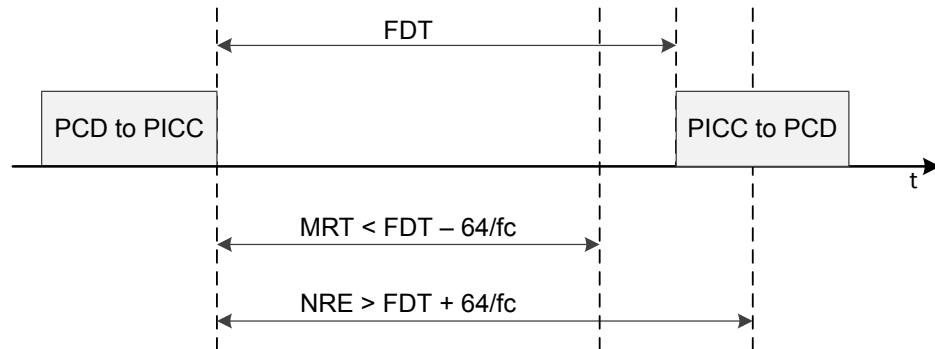 FDT
PCD to PICC
PICC to PCD
t
MRT < FDT – 64/fc
NRE > FDT + 64/fc